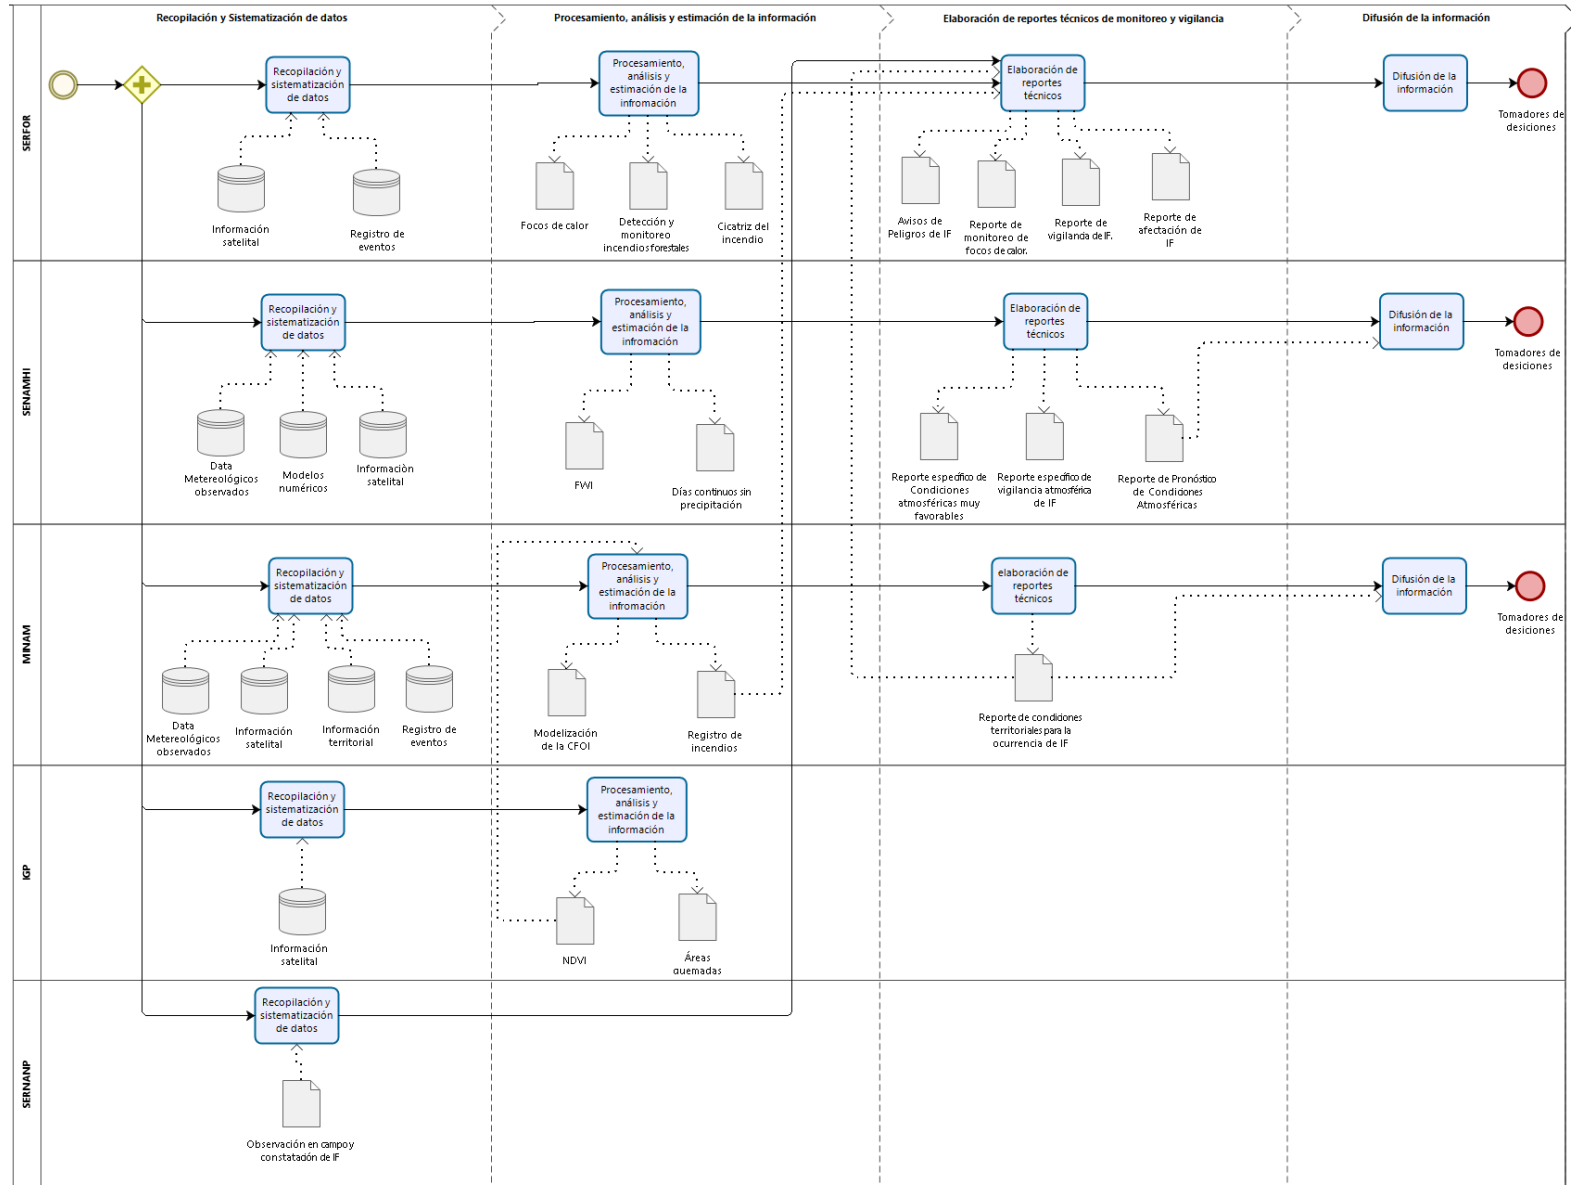 Recopilación y Sistematización de datos
Procesamiento, análisis y estimación de la información
Elaboración de reportes técnicos de monitoreo y vigilancia
Difusión de la información
SERFOR
Recopilación y
sistematización
de datos
Procesamiento,
análisis y
estimación de la
infromación
Elaboración de
reportes
técnicos
Difusión de la
información
Tomadores de
desiciones
Información
satelital
Registro de
eventos
Focos de calor
Detección y
monitoreo
incendios forestales
Cicatriz del
incendio
Avisos de
Peligros de IF
Reporte de
monitoreo de
focos de calor.
Reporte de
vigilancia de IF.
Reporte de
afectación de
IF
SENAMHI
Recopilación y
sistematización
de datos
Procesamiento,
análisis y
estimación de la
infromación
Elaboración de
reportes
técnicos
Difusión de la
información
Tomadores de
desiciones
Data
Metereológicos
observados
Modelos
numéricos
Informaciòn
satelital
FWI
Días continuos sin
precipitación
Reporte específico de
Condiciones
atmosféricas muy
favorables
Reporte específico de
vigilancia atmosférica
de IF
Reporte de Pronóstico
de Condiciones
Atmosféricas
MINAM
Recopilación y
sistematización
de datos
Procesamiento,
análisis y
estimación de la
infromación
elaboración de
reportes
técnicos
Difusión de la
información
Tomadores de
desiciones
Data
Metereológicos
observados
Información
satelital
Información
territorial
Registro de
eventos
Modelización
de la CFOI
Registro de
incendios
Reporte de condiciones
territoriales para la
ocurrencia de IF
IGP
Recopilación y
sistematización
de datos
Procesamiento,
análisis y
estimación de la
información
Información
satelital
NDVI
Áreas
quemadas
SERNANP
Recopilación y
sistematización
de datos
Observación en campo y
constatación de IF